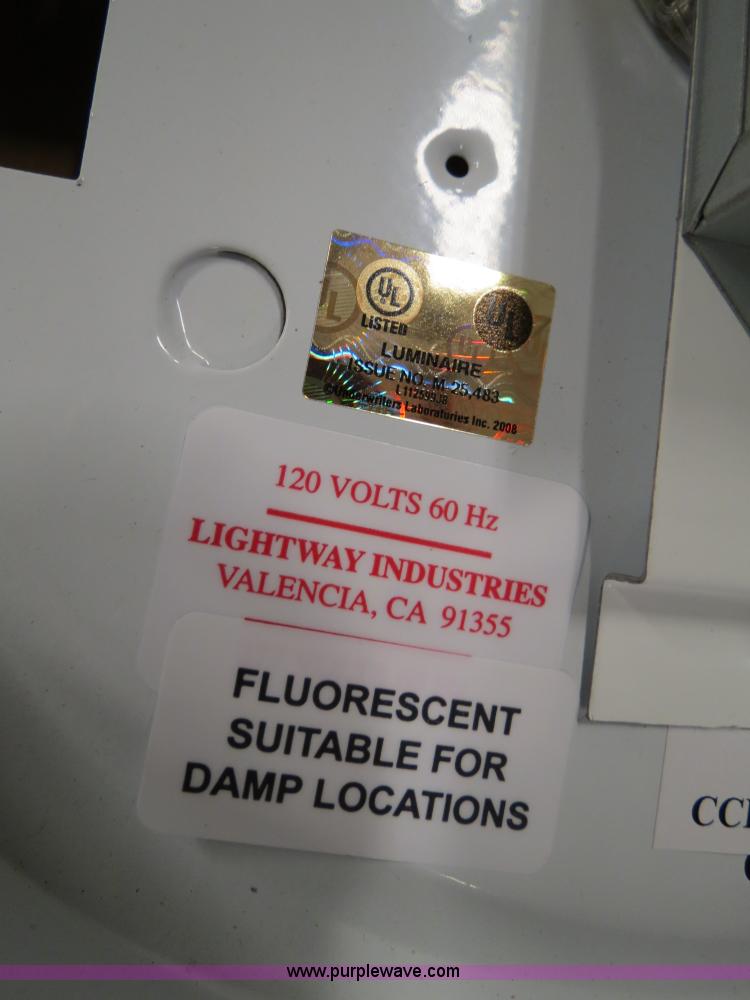 UL
LISTED
UL
LUMINAIRE
ISSUE NO. M-25,483
©Underwriters Laboratories Inc. 2008
120 VOLTS 60 Hz
LIGHTWAY INDUSTRIES
VALENCIA, CA 91355
FLUORESCENT
SUITABLE FOR
DAMP LOCATIONS
www.purplewave.com